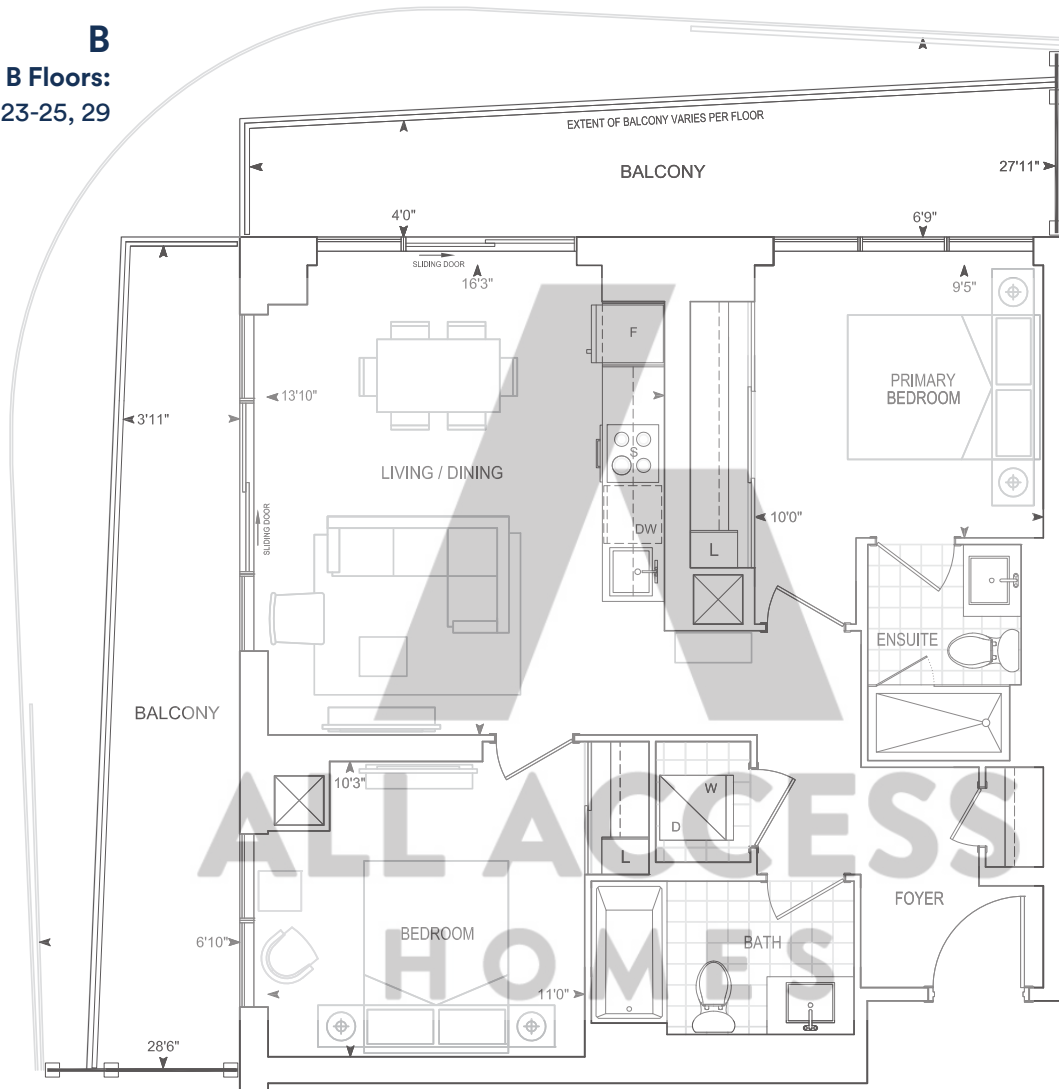 B
B Floors:
23-25, 29
EXTENT OF BALCONY VARIES PER FLOOR
BALCONY
27'11"
4'0"
6'9"
SLIDING DOOR
16'3"
9'5"
F
13'10"
PRIMARY
BEDROOM
3'11"
S
LIVING / DINING
SLIDING DOOR
DW
10'0"
L
ENSUITE
BALCONY
10'3"
W
D
ALL ACCESS
L
FOYER
BEDROOM
6'10"
BATH
HOMES
11'0"
28'6"